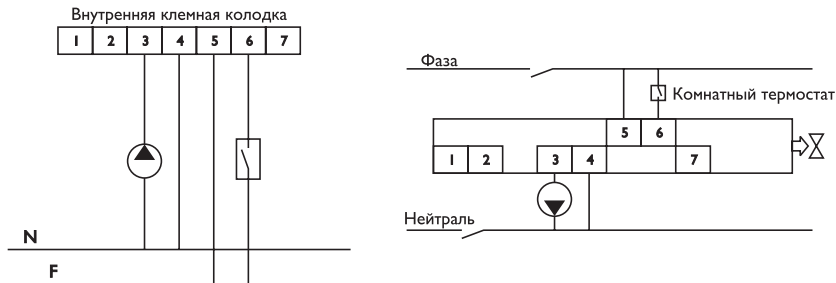 Внутренняя клемная колодка
1 2 3 4 5 6 7
N
F
Фаза
Комнатный термостат
5 6
1 2 3 4 7
Нейтраль